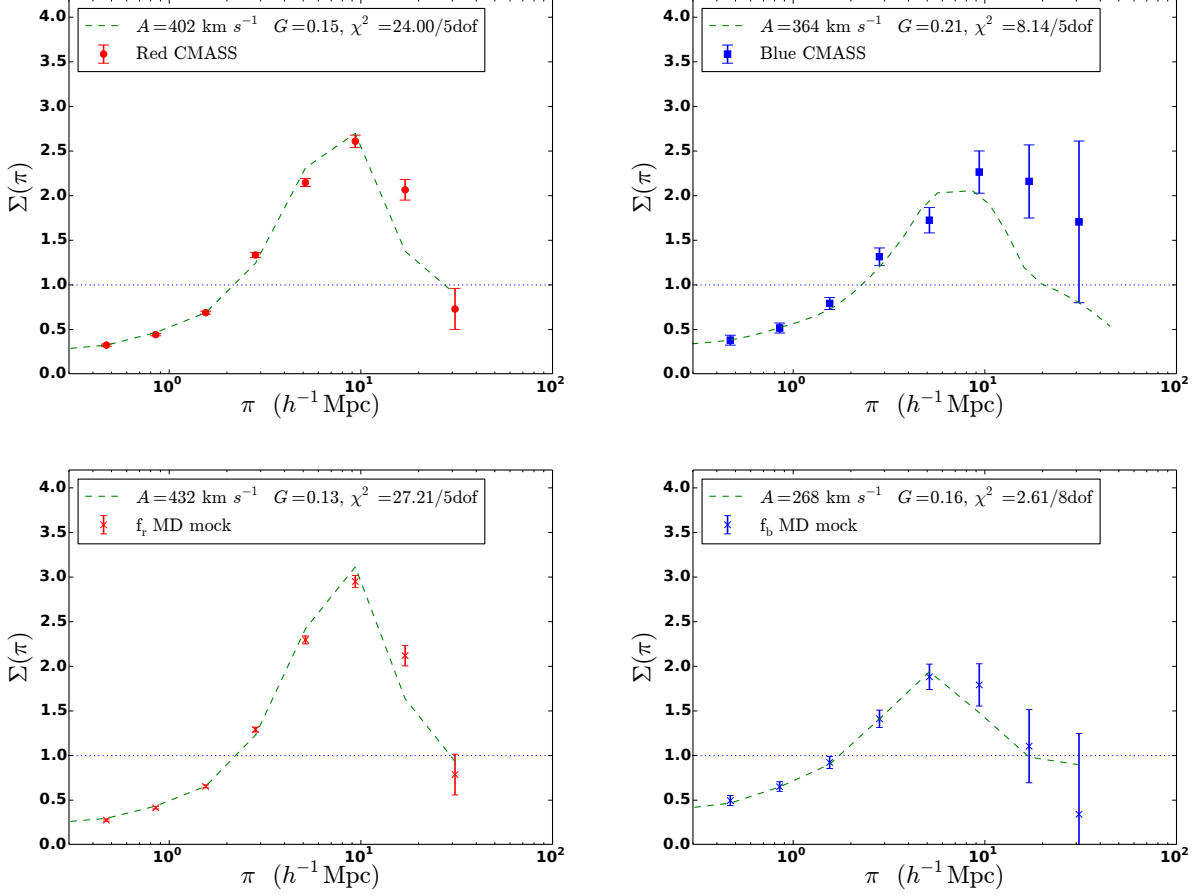 A=402 km s⁻¹ G=0.15, χ² =24.00/5dof
Red CMASS
4.0
3.5
3.0
2.5
2.0
1.5
1.0
0.5
0.0
Σ(π)
10⁰ 10¹ 10²
π (h⁻¹ Mpc)
A=364 km s⁻¹ G=0.21, χ² =8.14/5dof
Blue CMASS
4.0
3.5
3.0
2.5
2.0
1.5
1.0
0.5
0.0
Σ(π)
10⁰ 10¹ 10²
π (h⁻¹ Mpc)
A=432 km s⁻¹ G=0.13, χ² =27.21/5dof
fᵣ MD mock
4.0
3.5
3.0
2.5
2.0
1.5
1.0
0.5
0.0
Σ(π)
10⁰ 10¹ 10²
π (h⁻¹ Mpc)
A=268 km s⁻¹ G=0.16, χ² =2.61/8dof
f_b MD mock
4.0
3.5
3.0
2.5
2.0
1.5
1.0
0.5
0.0
Σ(π)
10⁰ 10¹ 10²
π (h⁻¹ Mpc)